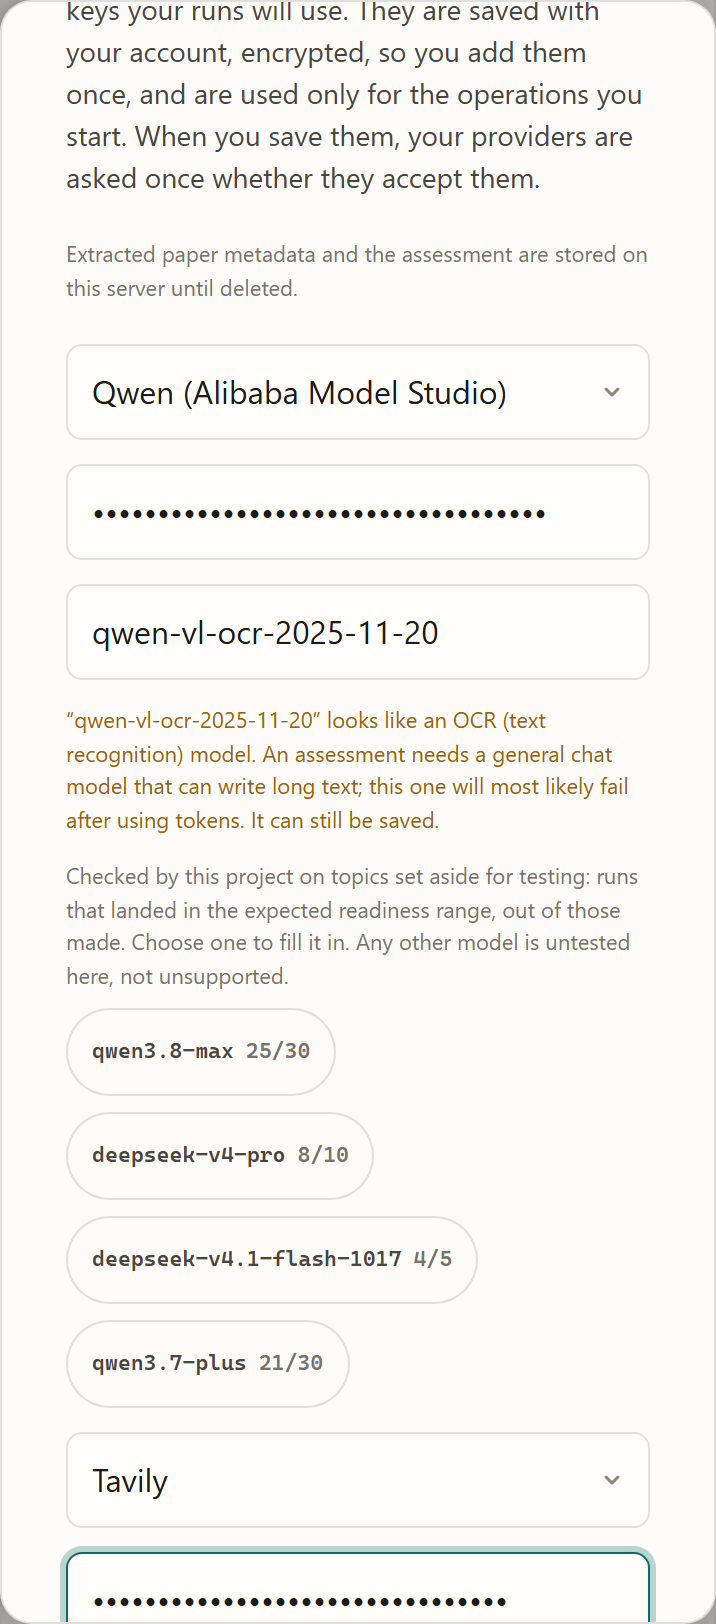 keys your runs will use. They are saved with
your account, encrypted, so you add them
once, and are used only for the operations you
start. When you save them, your providers are
asked once whether they accept them.
Extracted paper metadata and the assessment are stored on
this server until deleted.
Qwen (Alibaba Model Studio)
•••••••••••••••••••••••••••••••••••
qwen-vl-ocr-2025-11-20
“qwen-vl-ocr-2025-11-20” looks like an OCR (text
recognition) model. An assessment needs a general chat
model that can write long text; this one will most likely fail
after using tokens. It can still be saved.
Checked by this project on topics set aside for testing: runs
that landed in the expected readiness range, out of those
made. Choose one to fill it in. Any other model is untested
here, not unsupported.
qwen3.8-max 25/30
deepseek-v4-pro 8/10
deepseek-v4.1-flash-1017 4/5
qwen3.7-plus 21/30
Tavily
••••••••••••••••••••••••••••••••